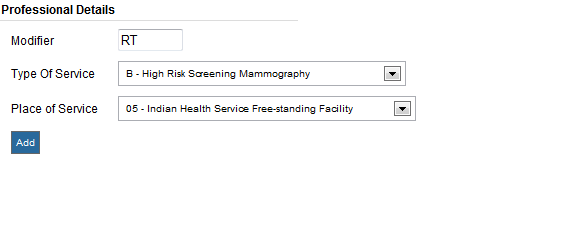 Professional Details
Modifier RT
Type Of Service B - High Risk Screening Mammography
Place of Service 05 - Indian Health Service Free-standing Facility
Add